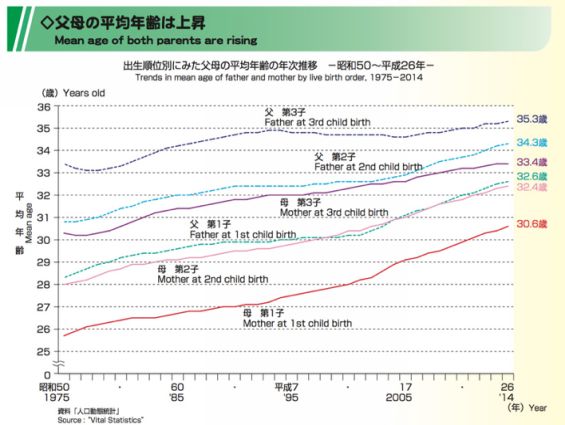 ◇父母の平均年齢は上昇
Mean age of both parents are rising
出生順位別にみた父母の平均年齢の年次推移 －昭和50～平成26年－
Trends in mean age of father and mother by live birth order, 1975－2014
(歳) Years old
36
35
34
33
32
31
30
29
28
27
26
25
0
平均年齢
Mean age
父 第3子
Father at 3rd child birth
父 第2子
Father at 2nd child birth
母 第3子
Mother at 3rd child birth
父 第1子
Father at 1st child birth
母 第2子
Mother at 2nd child birth
母 第1子
Mother at 1st child birth
35.3歳
34.3歳
33.4歳
32.6歳
32.4歳
30.6歳
昭和50 ・ 60 ・ 平成7 ・ 17 ・ 26
1975 '85 '95 2005 '14
(年) Year
資料「人口動態統計」
Source : "Vital Statistics"